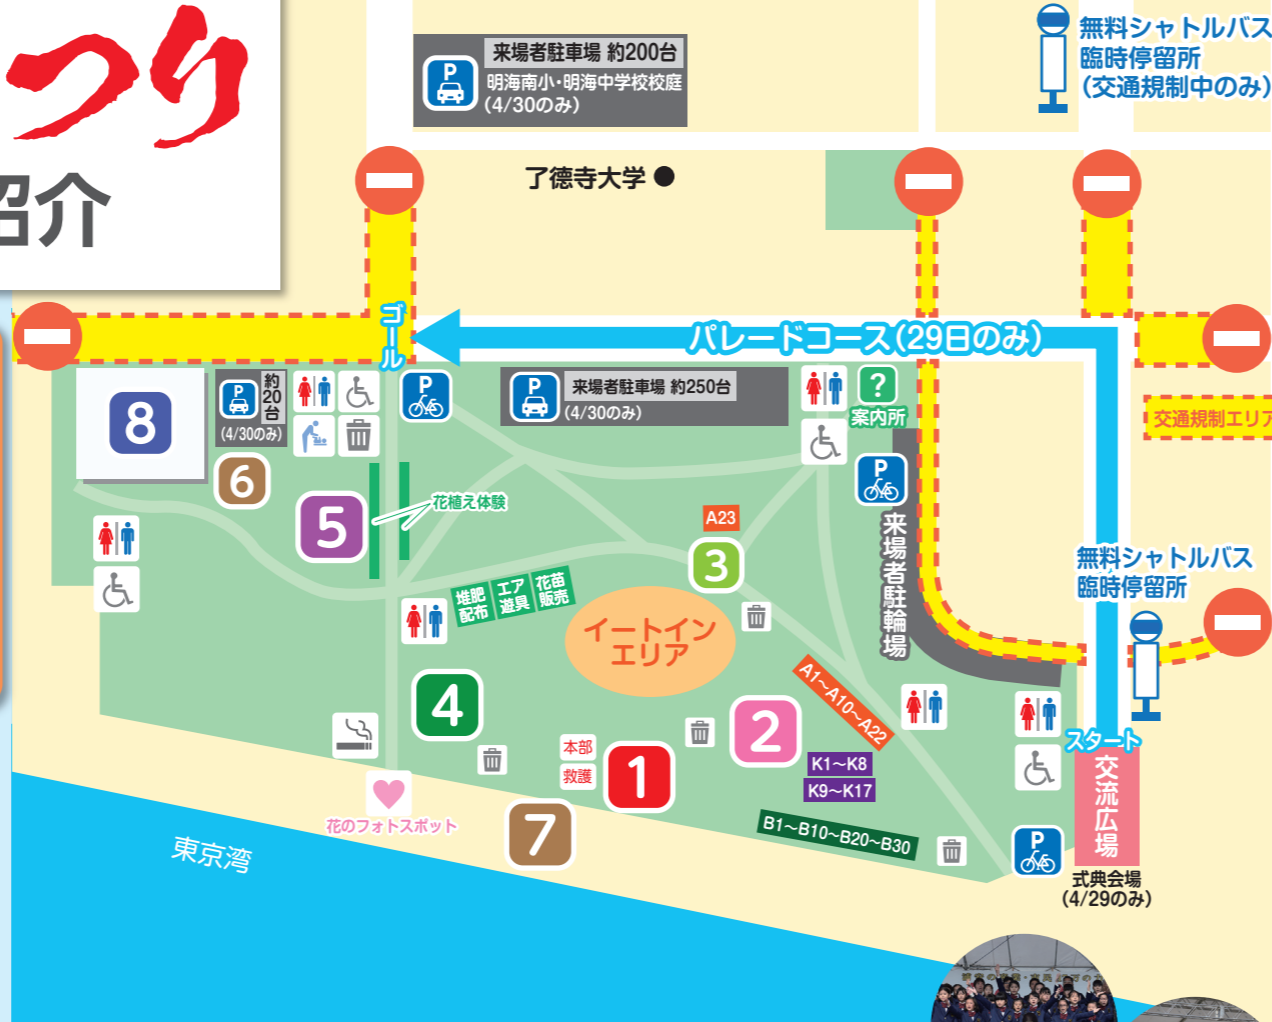 つり
紹介
来場者駐車場 約200台
明海南小・明海中学校校庭
(4/30のみ)
無料シャトルバス
臨時停留所
(交通規制中のみ)
了德寺大学
ゴール
パレードコース(29日のみ)
8
P
約20台
(4/30のみ)
P
P
来場者駐車場 約250台
(4/30のみ)
?
案内所
交通規制エリア
6
5
花植え体験
P
来場者駐輪場
A23
3
無料シャトルバス
臨時停留所
堆肥
配布
エア
遊具
花苗
販売
イートイン
エリア
4
A1~A10~A22
2
本部
救護
1
K1~K8
K9~K17
スタート
交流広場
花のフォトスポット
7
B1~B10~B20~B30
P
式典会場
(4/29のみ)
東京湾